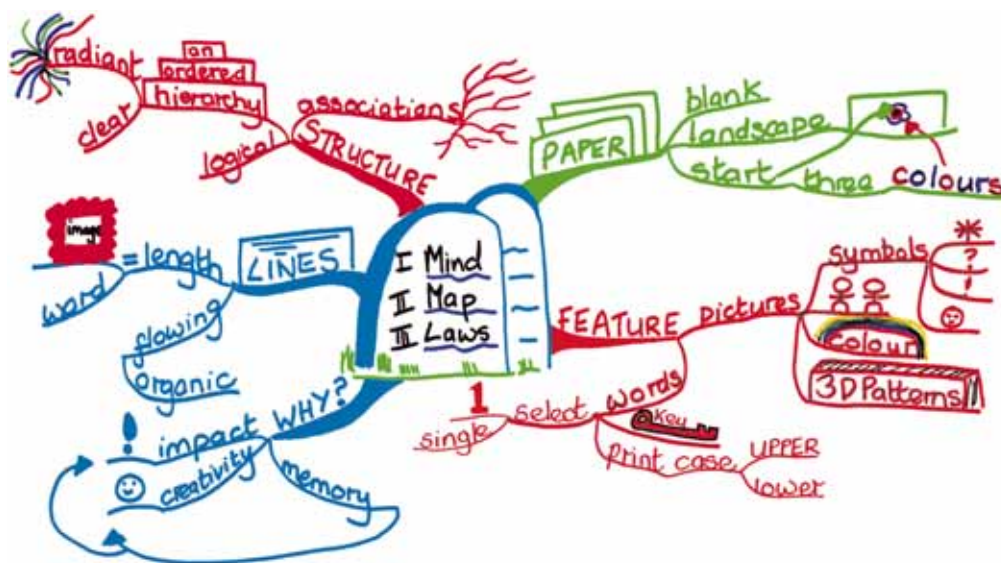 I Mind
II Map
III Laws
PAPER
blank
landscape
start three colours
FEATURE
pictures
symbols
* ? !
colour
3D Patterns
words
key
select
1
single
print case
UPPER
lower
WHY?
impact
!
creativity
memory
LINES
= length
image
word
flowing
organic
STRUCTURE
associations
logical
an
ordered
hierarchy
radiant
clear